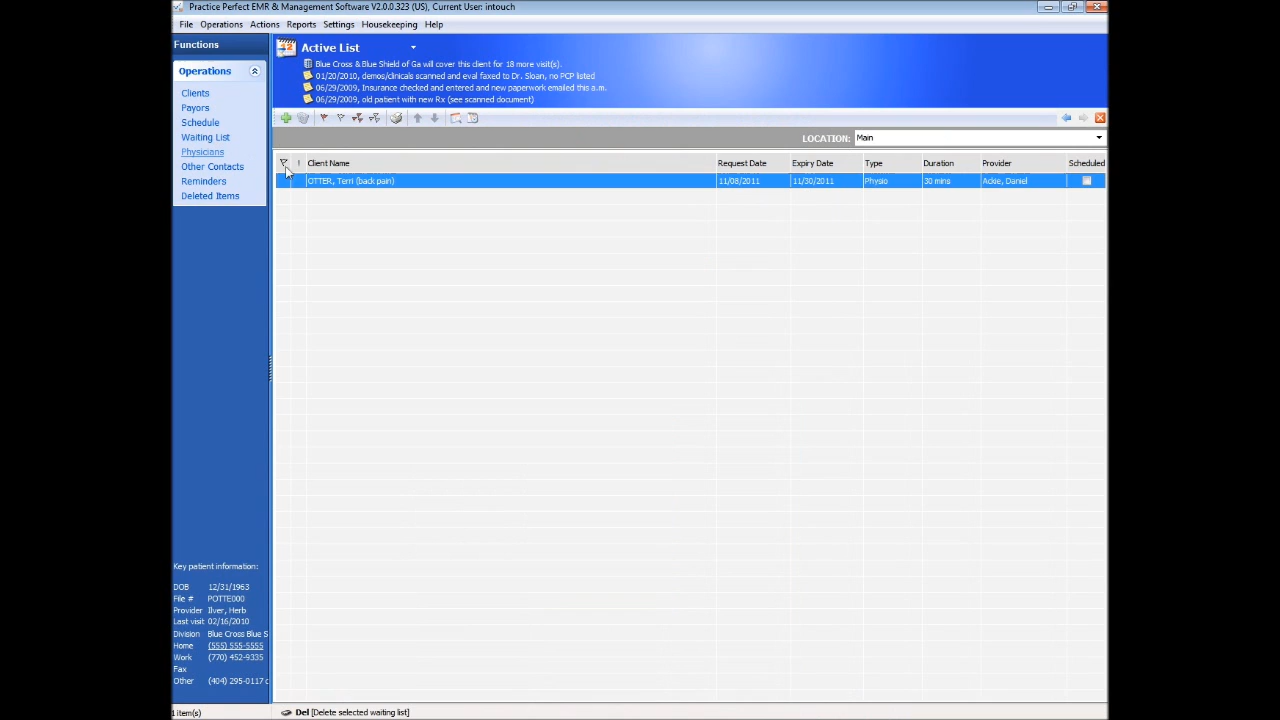 Practice Perfect EMR & Management Software V2.0.0.323 (US), Current User: intouch
File Operations Actions Reports Settings Housekeeping Help
Functions
Operations
Clients
Payors
Schedule
Waiting List
Physicians
Other Contacts
Reminders
Deleted Items
Active List
Blue Cross & Blue Shield of Ga will cover this client for 18 more visit(s).
01/20/2010, demos/clinicals scanned and eval faxed to Dr. Sloan, no PCP listed
06/29/2009, Insurance checked and entered and new paperwork emailed this a.m.
06/29/2009, old patient with new Rx (see scanned document)
LOCATION: Main
! Client Name Request Date Expiry Date Type Duration Provider Scheduled
OTTER, Terri (back pain) 11/08/2011 11/30/2011 Physio 30 mins Ackie, Daniel
Key patient information:
DOB 12/31/1963
File # POTTE000
Provider Ilver, Herb
Last visit 02/16/2010
Division Blue Cross Blue S
Home (555) 555-5555
Work (770) 452-9335
Fax
Other (404) 295-0117 c
1 item(s)
Del [Delete selected waiting list]